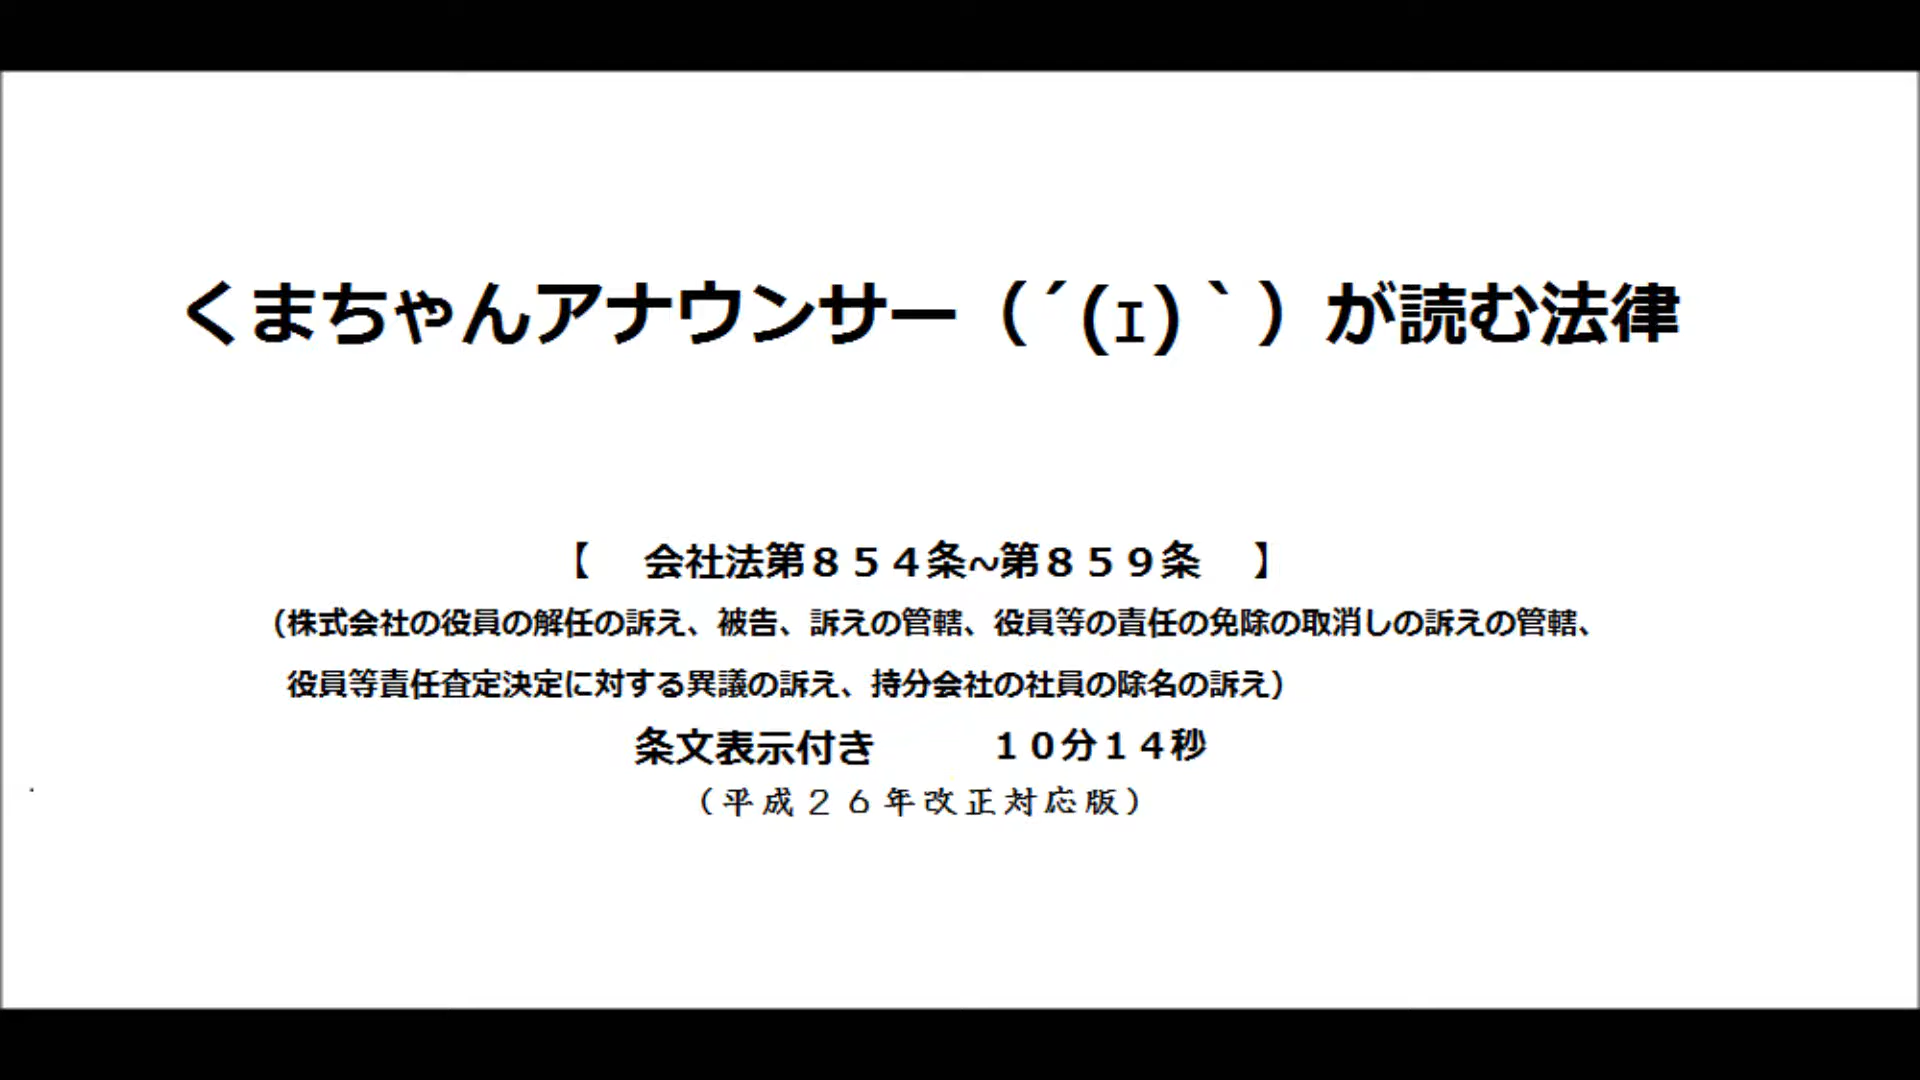 くまちゃんアナウンサー（´(ｪ)｀）が読む法律
【　会社法第８５４条~第８５９条　】
(株式会社の役員の解任の訴え、被告、訴えの管轄、役員等の責任の免除の取消しの訴えの管轄、
役員等責任査定決定に対する異議の訴え、持分会社の社員の除名の訴え)
条文表示付き　　　１０分１４秒
（平成２６年改正対応版）